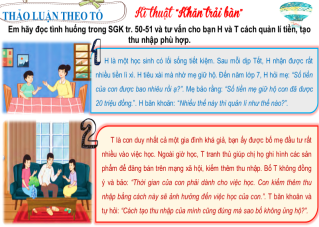 THẢO LUẬN THEO TỔ
Kĩ thuật "Khăn trải bàn"
Em hãy đọc tình huống trong SGK tr. 50-51 và tư vấn cho bạn H và T cách quản lí tiền, tạo
thu nhập phù hợp.
1
H là một học sinh có lối sống tiết kiệm. Sau mỗi dịp Tết, H nhận được rất
nhiều tiền lì xì. H tiêu xài mà nhờ mẹ giữ hộ. Đến năm lớp 7, H hỏi mẹ: "Số tiền
của con được bao nhiêu rồi ạ?". Mẹ bảo rằng: "Số tiền mẹ giữ hộ con đã được
20 triệu đồng.". H băn khoăn: "Nhiều thế này thì quản lí như thế nào?".
2
T là con duy nhất cả một gia đình khá giả, bạn ấy được bố mẹ đầu tư rất
nhiều vào việc học. Ngoài giờ học, T tranh thủ giúp chị họ ghi hình các sản
phẩm để đăng bán trên mạng xã hội, kiếm thêm thu nhập. Bố T không đồng
ý và bảo: "Thời gian của con phải dành cho việc học. Con kiếm thêm thu
nhập bằng cách này sẽ ảnh hưởng đến việc học của con.". T băn khoăn và
tự hỏi: "Cách tạo thu nhập của mình cũng đúng mà sao bố không ủng hộ?".